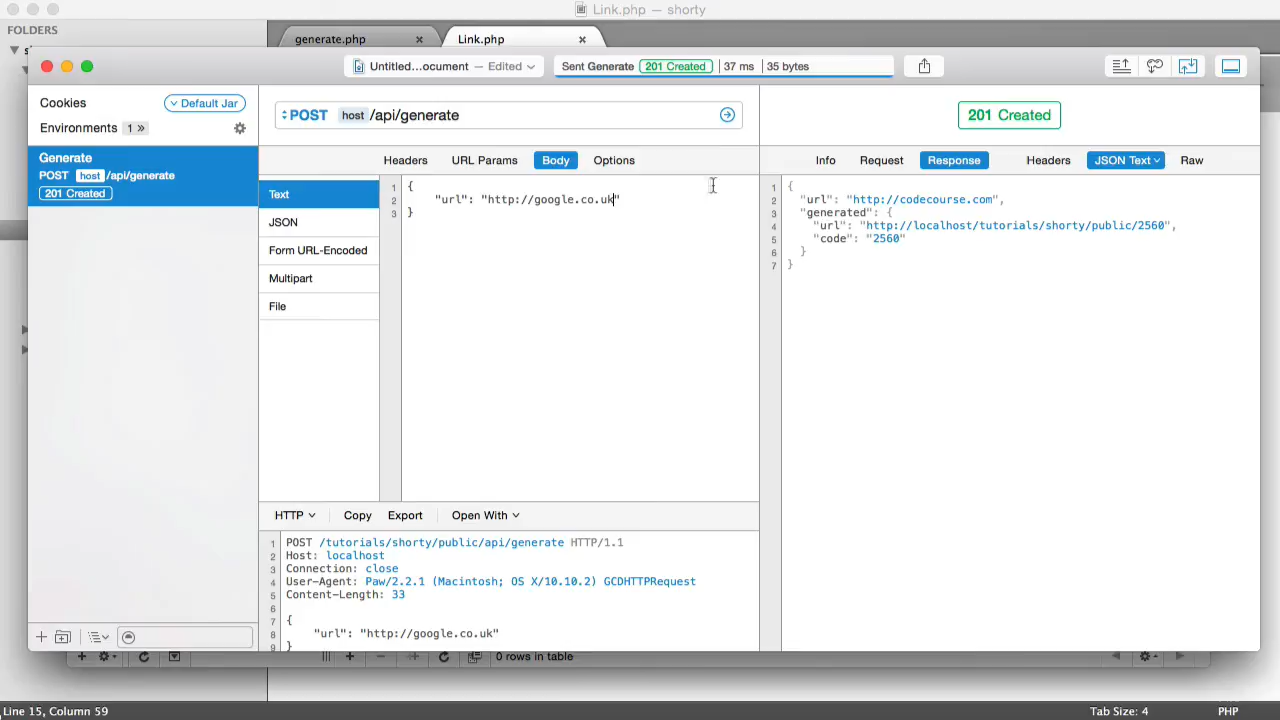 Link.php — shorty
FOLDERS
generate.php
Link.php
Untitled...ocument — Edited
Sent Generate 201 Created 37 ms 35 bytes
Cookies
Default Jar
Environments 1 »
POST host /api/generate
201 Created
Generate
POST host /api/generate
201 Created
Headers URL Params Body Options
Info Request Response Headers JSON Text Raw
Text
JSON
Form URL-Encoded
Multipart
File
1 {
2 "url": "http://google.co.uk"
3 }
1 {
2 "url": "http://codecourse.com",
3 "generated": {
4 "url": "http://localhost/tutorials/shorty/public/2560",
5 "code": "2560"
6 }
7 }
HTTP Copy Export Open With
1 POST /tutorials/shorty/public/api/generate HTTP/1.1
2 Host: localhost
3 Connection: close
4 User-Agent: Paw/2.2.1 (Macintosh; OS X/10.10.2) GCDHTTPRequest
5 Content-Length: 33
6
7 {
8 "url": "http://google.co.uk"
9 }
0 rows in table
Line 15, Column 59
Tab Size: 4
PHP